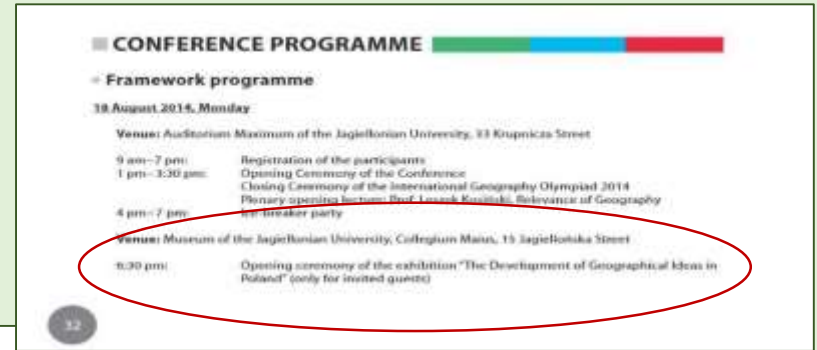 CONFERENCE PROGRAMME
Framework programme
18 August 2014, Monday
Venue: Auditorium Maximum of the Jagiellonian University, 33 Krupnicza Street
9 am–7 pm: Registration of the participants
1 pm–3:30 pm: Opening Ceremony of the Conference
Closing Ceremony of the International Geography Olympiad 2014
Plenary opening lecture: Prof. Leszek Kosiński, Relevance of Geography
4 pm–7 pm: Ice-breaker party
Venue: Museum of the Jagiellonian University, Collegium Maius, 15 Jagiellońska Street
6:30 pm: Opening ceremony of the exhibition "The Development of Geographical Ideas in
Poland" (only for invited guests)
32